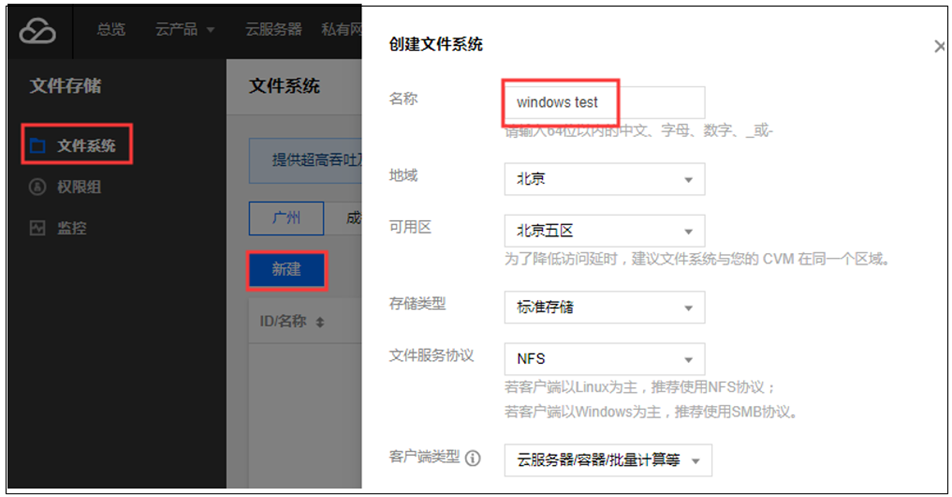 总览
云产品
云服务器
私有网
文件存储
文件系统
权限组
监控
文件系统
提供超高吞吐及
广州
成
新建
ID/名称
创建文件系统
名称
windows test
请输入64位以内的中文、字母、数字、_或-
地域
北京
可用区
北京五区
为了降低访问延时，建议文件系统与您的 CVM 在同一个区域。
存储类型
标准存储
文件服务协议
NFS
若客户端以Linux为主，推荐使用NFS协议；
若客户端以Windows为主，推荐使用SMB协议。
客户端类型
云服务器/容器/批量计算等